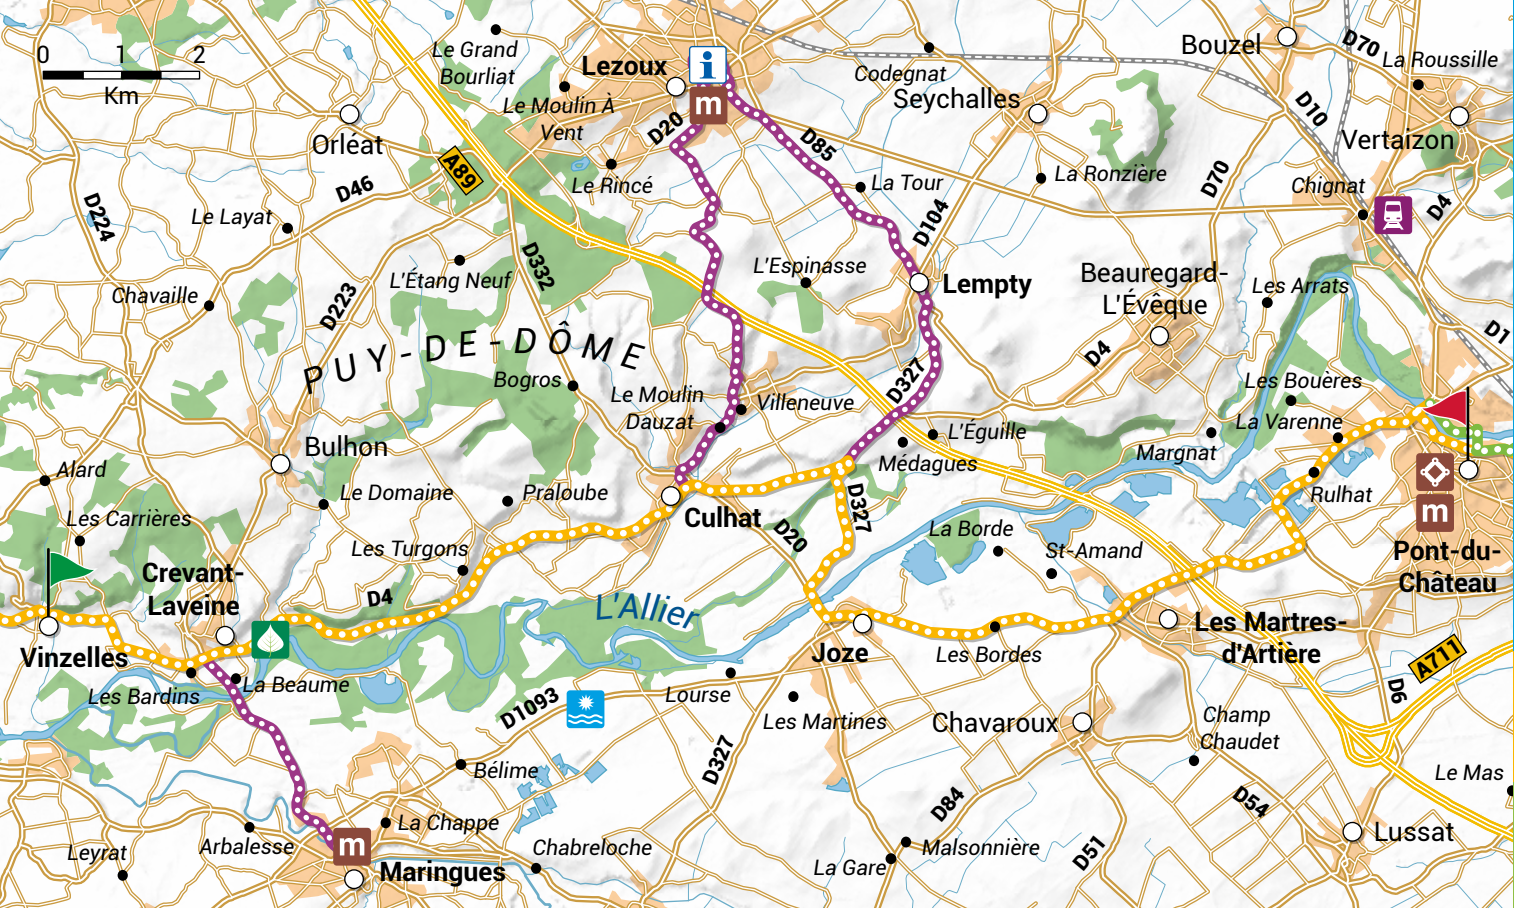 0 1 2
Km
Le Grand
Bourliat
Lezoux
i
m
Le Moulin À
Vent
D20
Codegnat
Seychalles
Bouzel
D70
La Roussille
D10
Vertaizon
Orléat
A89
D46
Le Rincé
D85
La Tour
La Ronzière
D70
Chignat
D4
D224
Le Layat
D104
L'Étang Neuf
D332
L'Espinasse
Lempty
Beauregard-
L'Évêque
Les Arrats
Chavaille
D223
D1
PUY-DE-DÔME
D4
Bogros
Le Moulin
Dauzat
Villeneuve
D327
Les Bouères
La Varenne
L'Éguille
Médagues
Margnat
Bulhon
Alard
Le Domaine
Praloube
Rulhat
m
Les Carrières
Culhat
D327
D20
La Borde
St-Amand
Les Turgons
Pont-du-
Château
Crevant-
Laveine
D4
L'Allier
Vinzelles
Joze
Les Bordes
Les Martres-
d'Artière
A711
Les Bardins
La Beaume
D1093
Lourse
Les Martines
Chavaroux
D6
Champ
Chaudet
D327
Bélime
Le Mas
D84
D54
La Chappe
Arbalesse
m
Leyrat
Maringues
Chabreloche
La Gare
Malsonnière
D51
Lussat